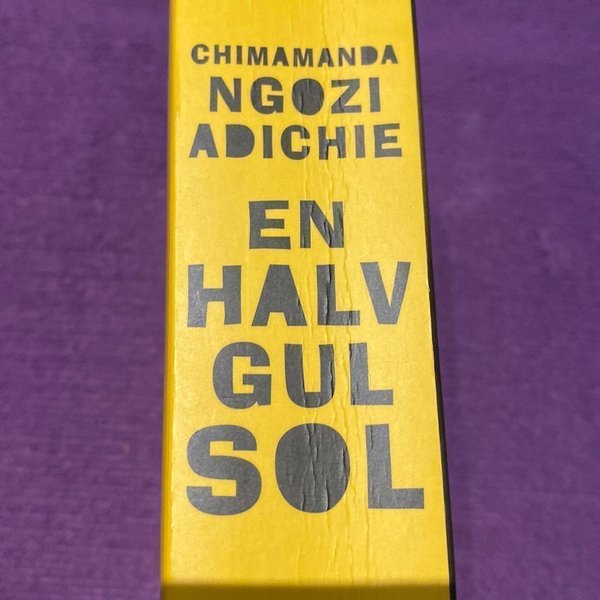 CHIMAMANDA
NGOZI
ADICHIE
EN
HALV
GUL
SOL